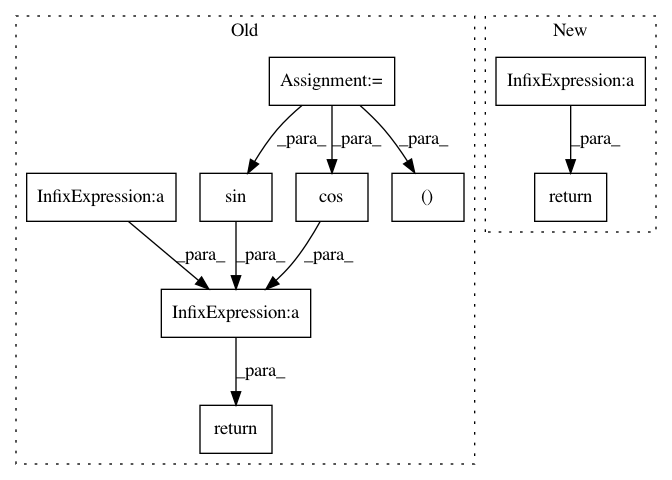 Old
New
Assignment:=
InfixExpression:a
_para_
_para_
_para_
_para_
InfixExpression:a
sin
cos
()
return
_para_
_para_
_para_
InfixExpression:a
_para_
return